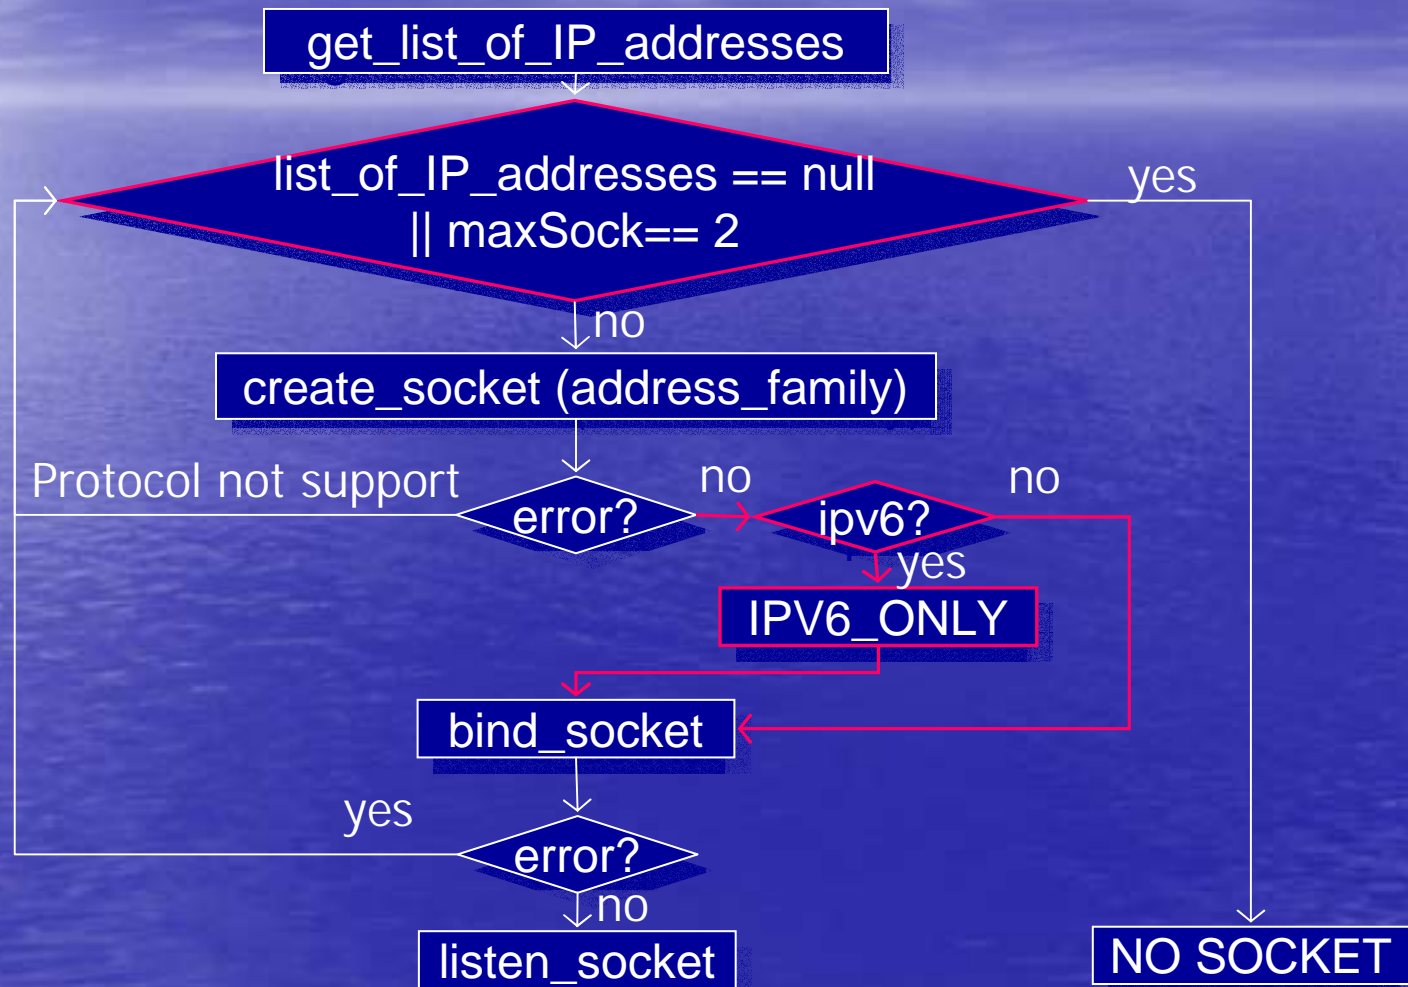 get_list_of_IP_addresses
list_of_IP_addresses == null
|| maxSock== 2
yes
no
create_socket (address_family)
Protocol not support
error?
no
ipv6?
no
yes
IPV6_ONLY
bind_socket
yes
error?
no
listen_socket
NO SOCKET